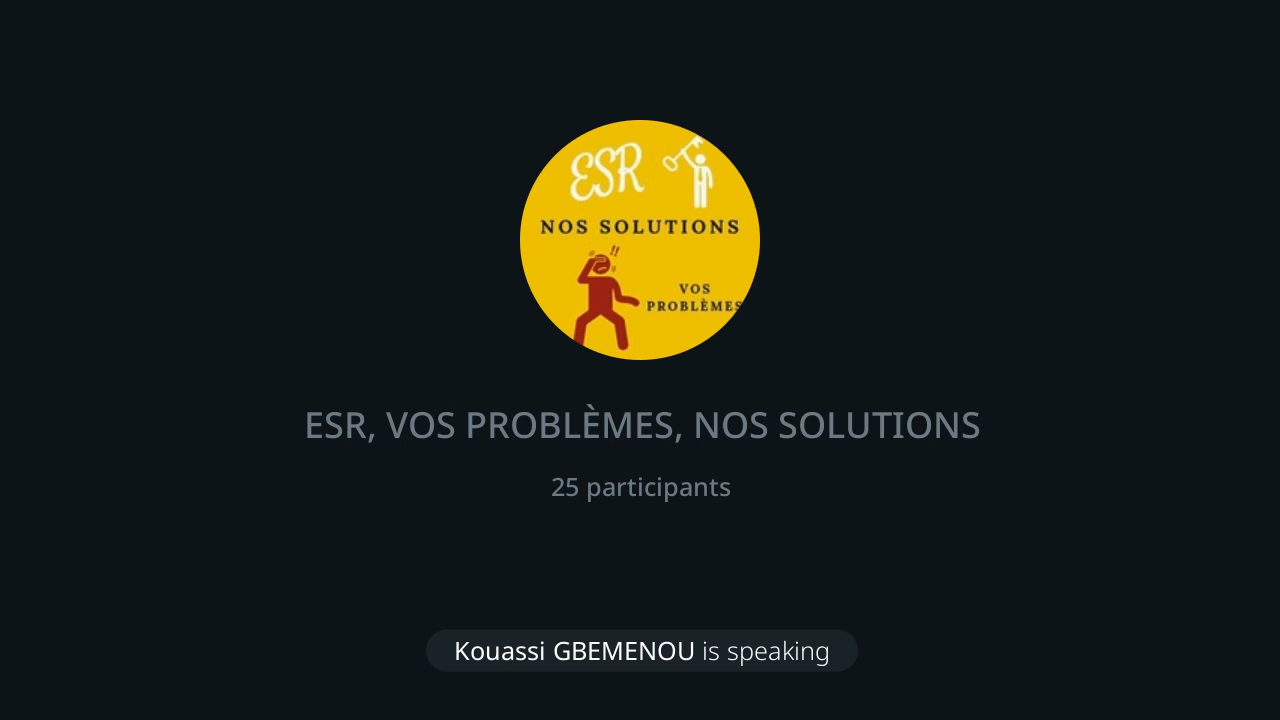 ESR
NOS SOLUTIONS
!!
VOS
PROBLÈMES
ESR, VOS PROBLÈMES, NOS SOLUTIONS
25 participants
Kouassi GBEMENOU is speaking